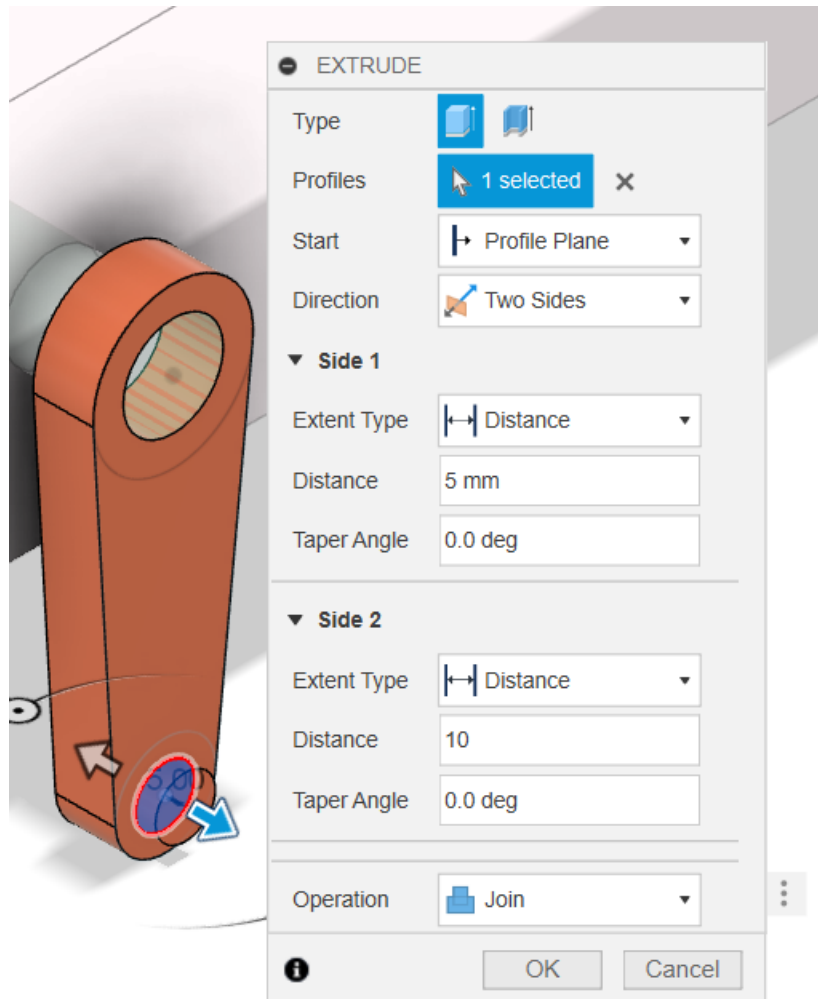 EXTRUDE
Type
Profiles 1 selected
Start Profile Plane
Direction Two Sides
Side 1
Extent Type Distance
Distance 5 mm
Taper Angle 0.0 deg
Side 2
Extent Type Distance
Distance 10
Taper Angle 0.0 deg
Operation Join
OK Cancel